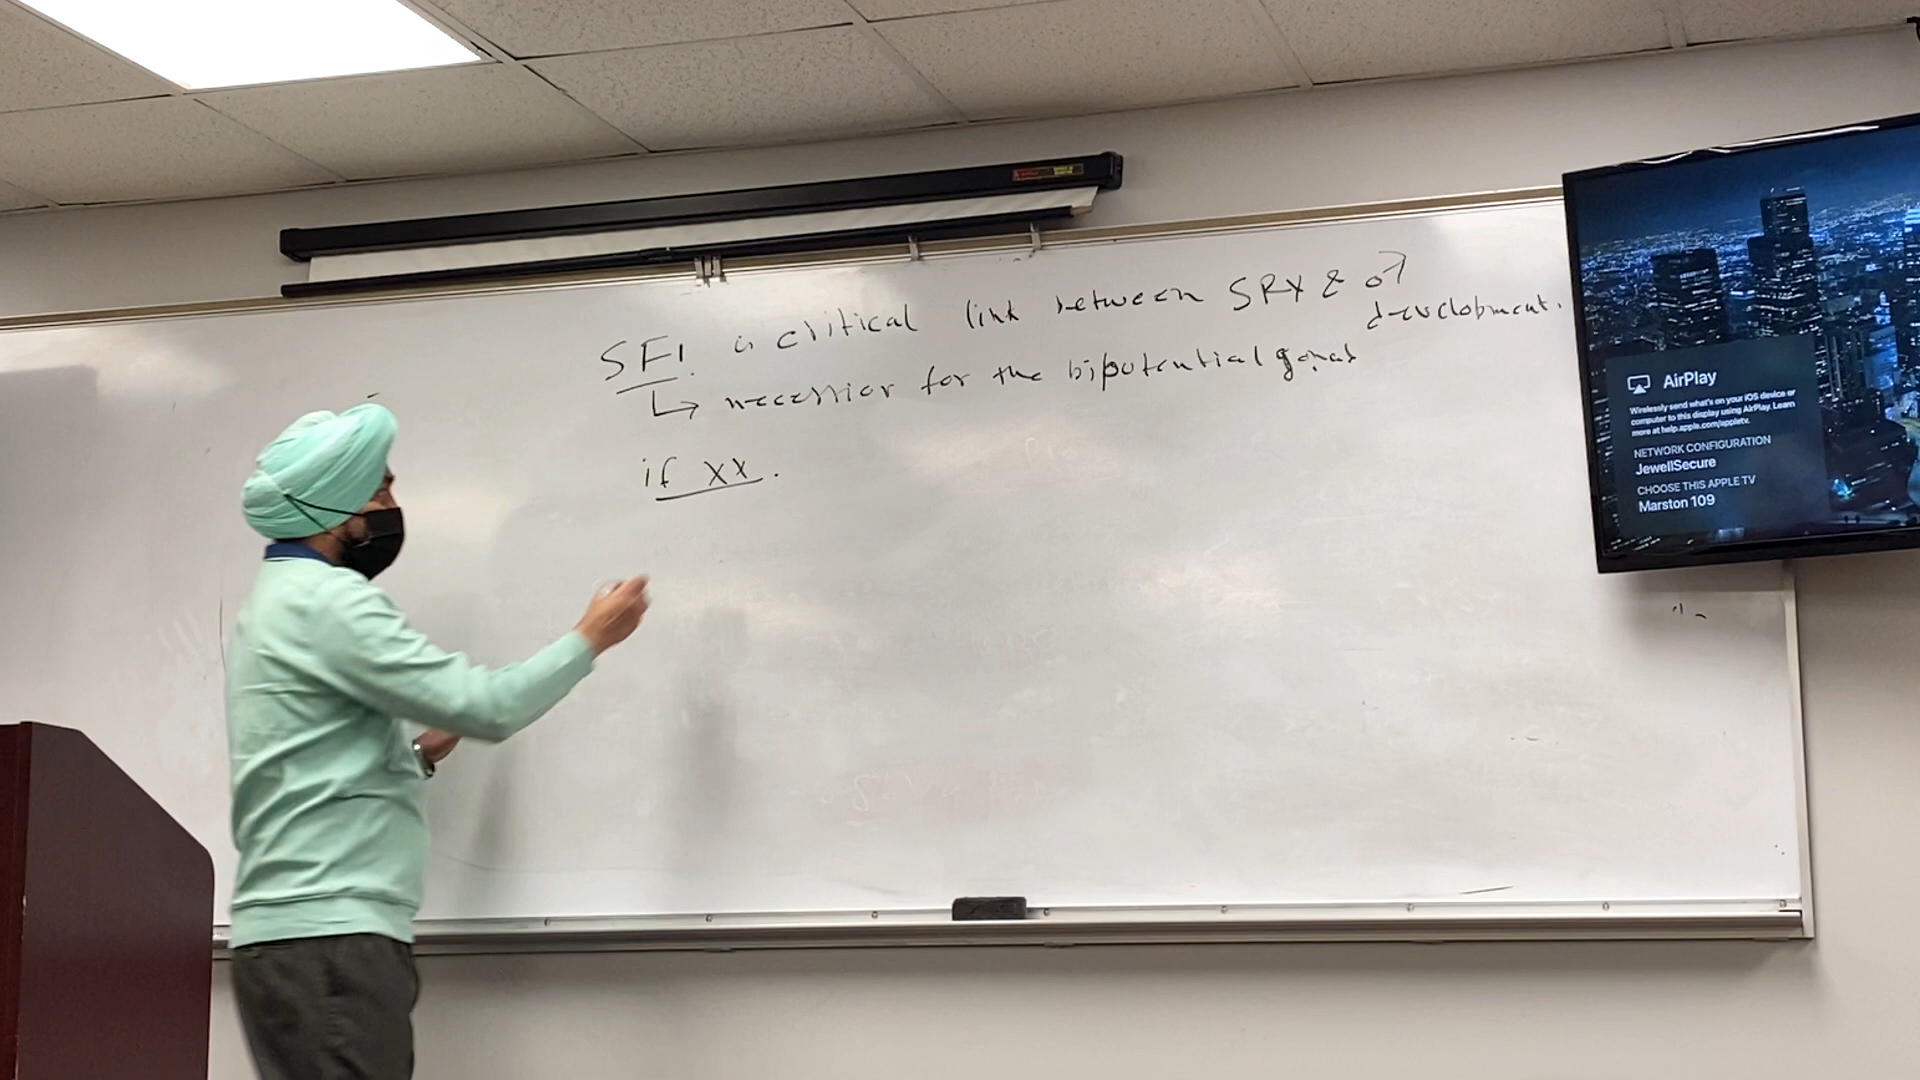 SF1 is critical link between SRY & ♂
development.
↳ necessior for the bipotential gonad
if XX.
AirPlay
Wirelessly send what's on your iOS device or
computer to this display using AirPlay. Learn
more at help.apple.com/appletv.
NETWORK CONFIGURATION
JewellSecure
CHOOSE THIS APPLE TV
Marston 109